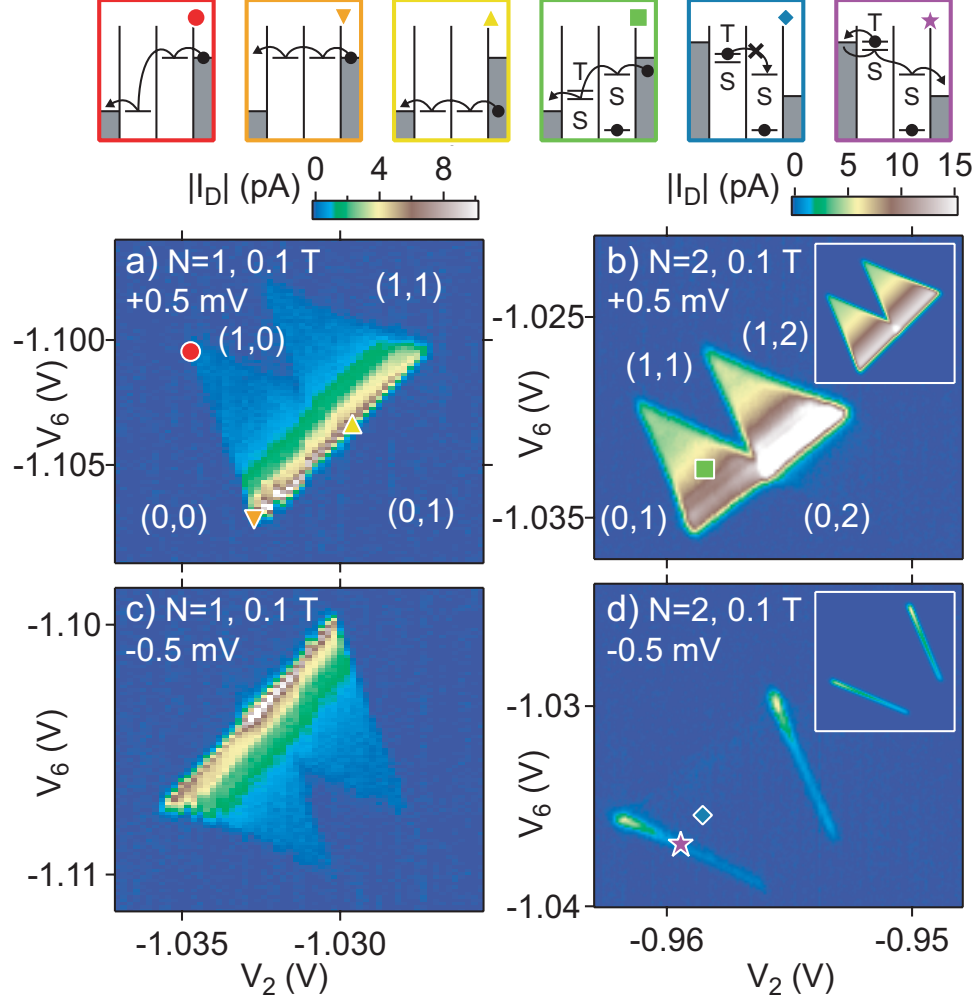 T
S
S
T
S
S
T
S
S
|I_D| (pA)
0 4 8
|I_D| (pA)
0 5 10 15
a) N=1, 0.1 T
+0.5 mV
(1,1)
(1,0)
(0,0)
(0,1)
-1.100
-1.105
V_6 (V)
b) N=2, 0.1 T
+0.5 mV
(1,2)
(1,1)
(0,1)
(0,2)
-1.025
-1.035
V_6 (V)
c) N=1, 0.1 T
-0.5 mV
-1.10
-1.11
V_6 (V)
-1.035
-1.030
V_2 (V)
d) N=2, 0.1 T
-0.5 mV
-1.03
-1.04
V_6 (V)
-0.96
-0.95
V_2 (V)